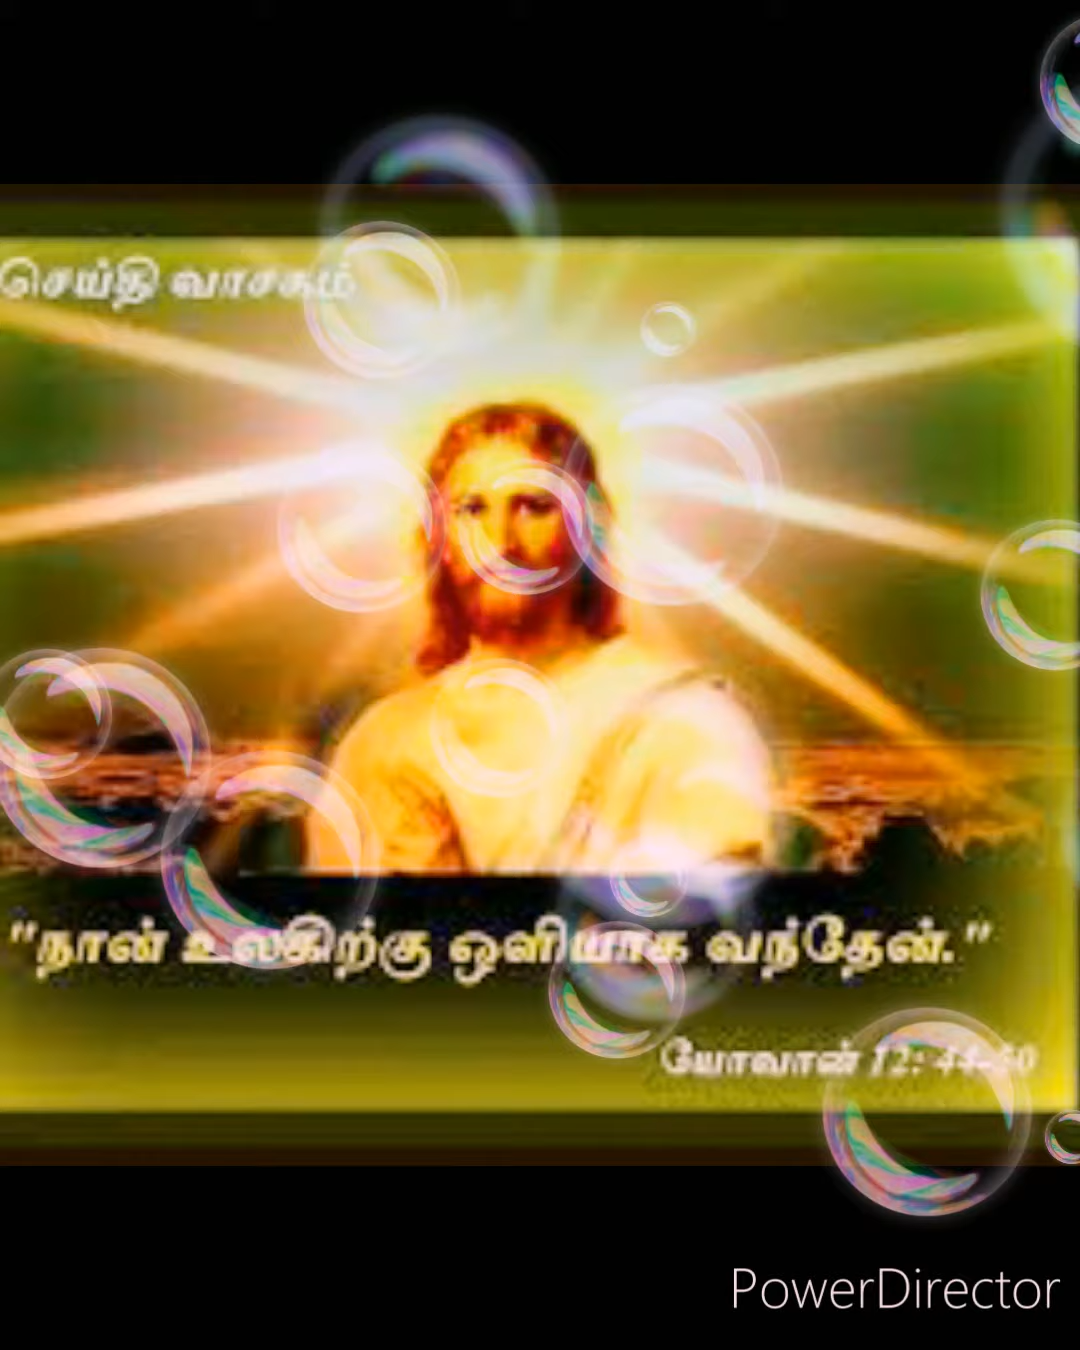 செய்தி வாசகம்
"நான் உலகிற்கு ஒளியாக வந்தேன்."
யோவான் 12: 44-50
PowerDirector